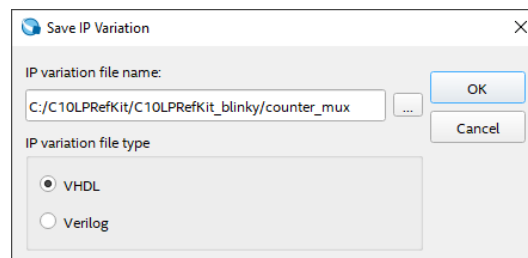 Save IP Variation
IP variation file name:
C:/C10LPRefKit/C10LPRefKit_blinky/counter_mux
...
OK
Cancel
IP variation file type
VHDL
Verilog